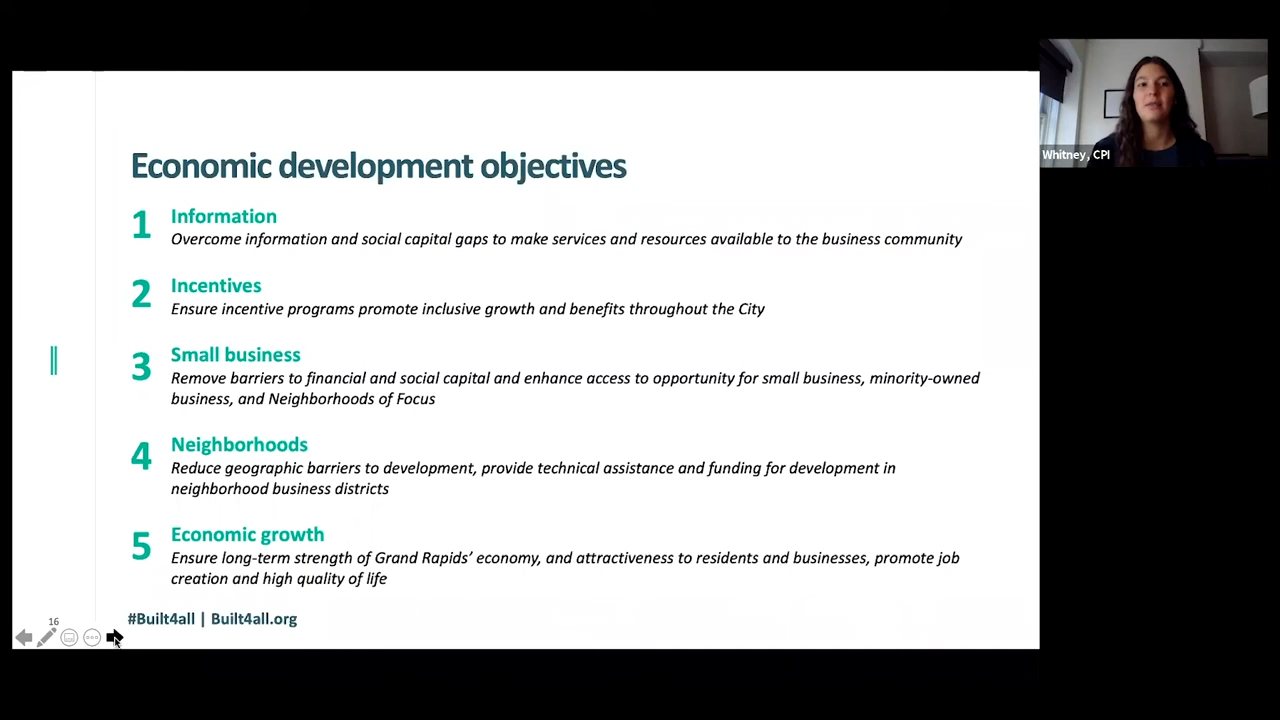 Economic development objectives
1 Information
Overcome information and social capital gaps to make services and resources available to the business community
2 Incentives
Ensure incentive programs promote inclusive growth and benefits throughout the City
3 Small business
Remove barriers to financial and social capital and enhance access to opportunity for small business, minority-owned
business, and Neighborhoods of Focus
4 Neighborhoods
Reduce geographic barriers to development, provide technical assistance and funding for development in
neighborhood business districts
5 Economic growth
Ensure long-term strength of Grand Rapids’ economy, and attractiveness to residents and businesses, promote job
creation and high quality of life
16
#Built4all | Built4all.org
Whitney, CPI